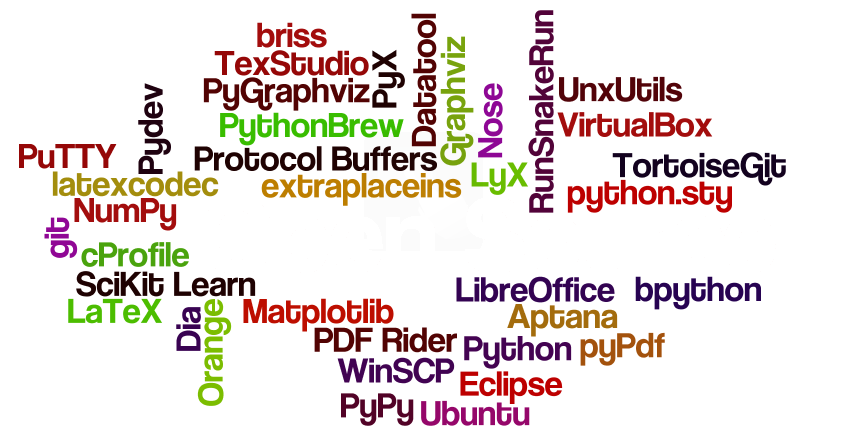 briss
TexStudio
PyX
Datatool
Graphviz
RunSnakeRun
PyGraphviz
Nose
UnxUtils
Pydev
PythonBrew
VirtualBox
PuTTY
Protocol Buffers
TortoiseGit
latexcodec
extraplaceins
LyX
python.sty
NumPy
git
cProfile
SciKit Learn
LibreOffice
bpython
LaTeX
Dia
Orange
Matplotlib
Aptana
PDF Rider
Python
pyPdf
WinSCP
Eclipse
PyPy
Ubuntu